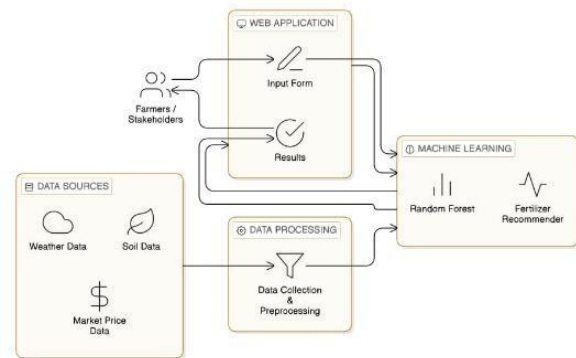 WEB APPLICATION
Input Form
Farmers /
Stakeholders
Results
MACHINE LEARNING
Random Forest
Fertilizer
Recommender
DATA SOURCES
Weather Data
Soil Data
Market Price
Data
DATA PROCESSING
Data Collection
&
Preprocessing